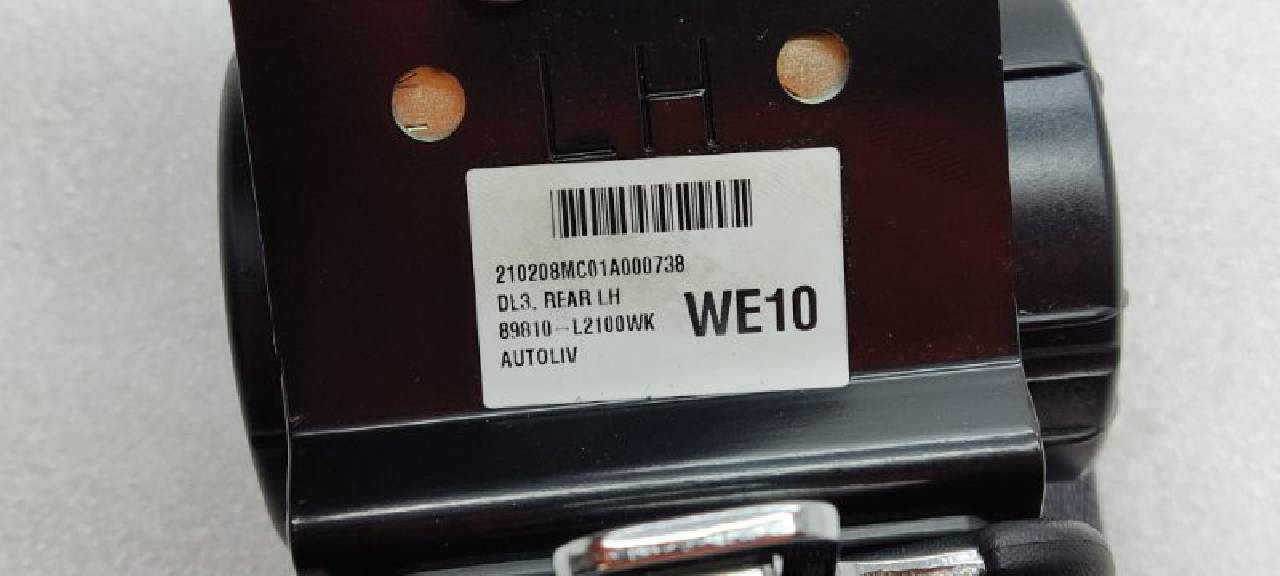 LH
210208MC01A000738
DL3, REAR LH
89810-L2100WK
WE10
AUTOLIV